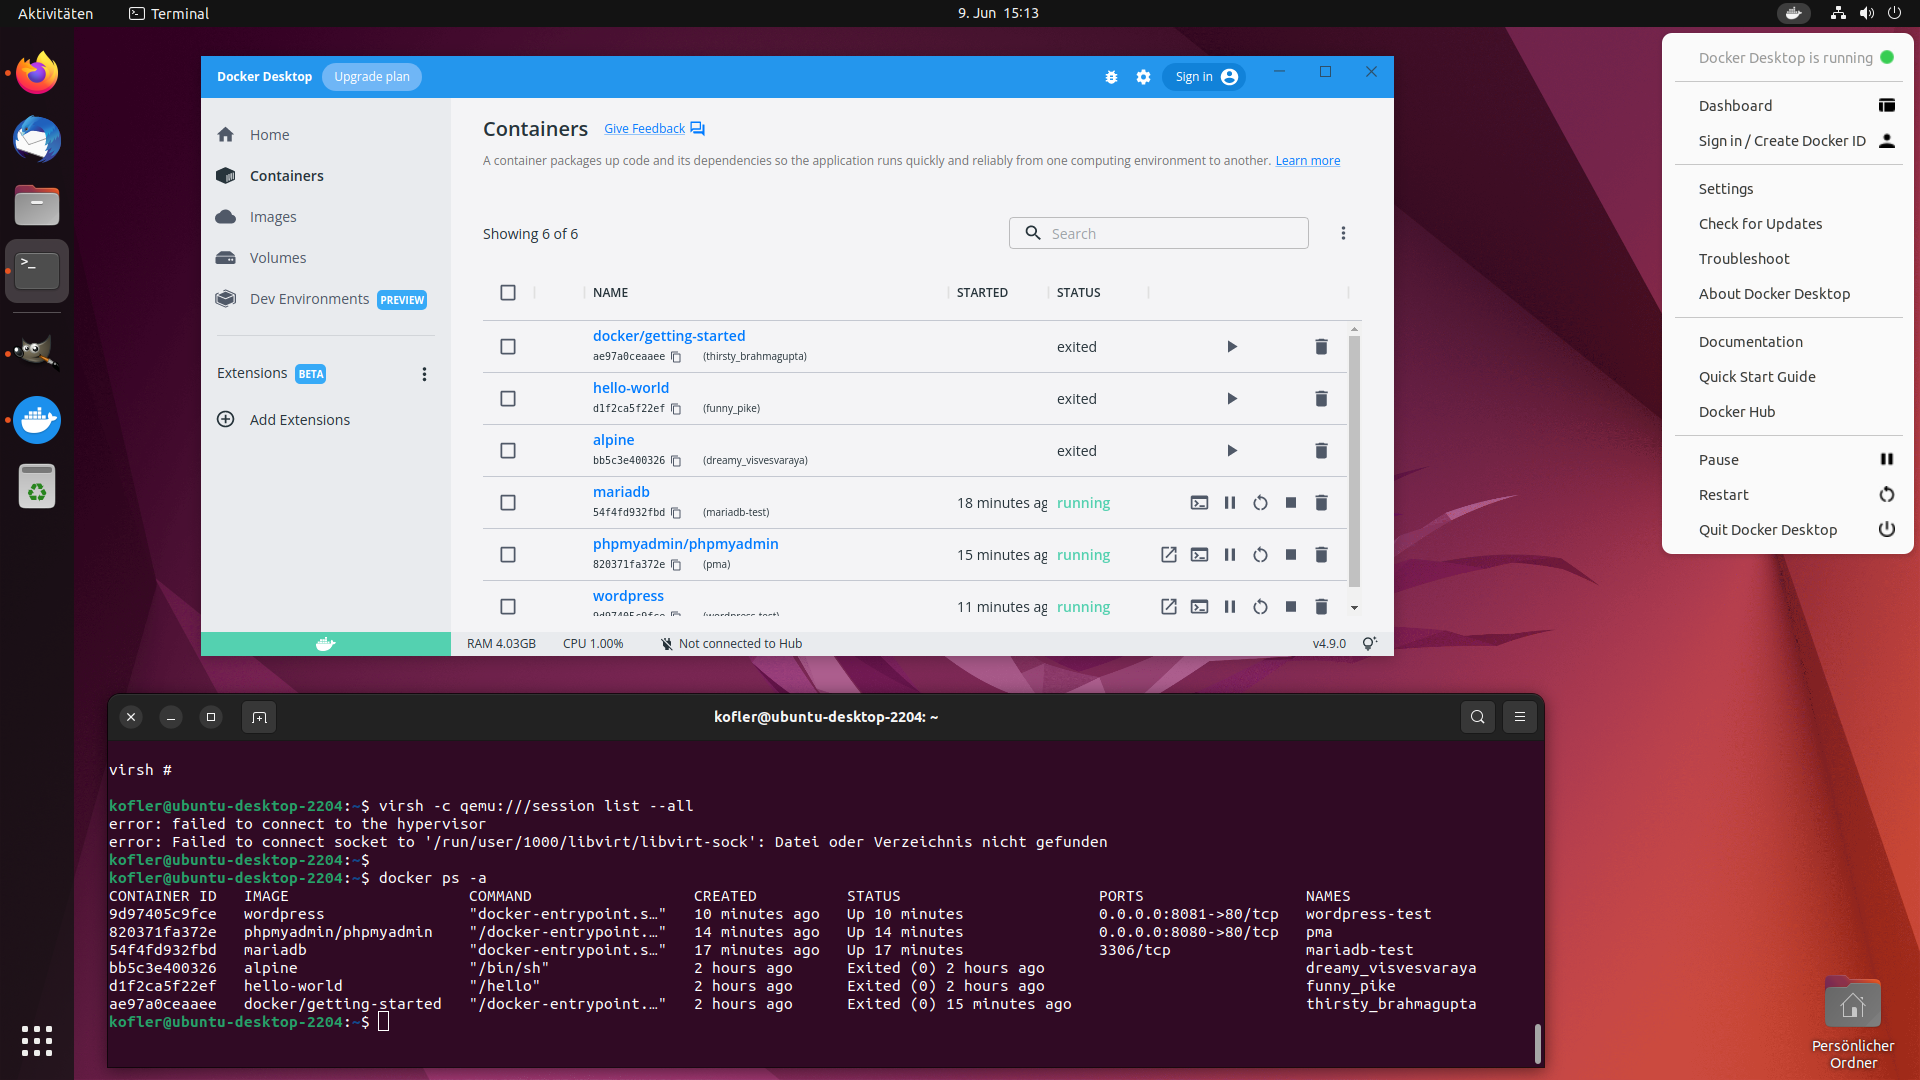 Aktivitäten
Terminal
9. Jun 15:13
Docker Desktop
Upgrade plan
Sign in
Home
Containers
Images
Volumes
Dev Environments PREVIEW
Extensions BETA
Add Extensions
Containers
Give Feedback
A container packages up code and its dependencies so the application runs quickly and reliably from one computing environment to another. Learn more
Showing 6 of 6
Search
NAME STARTED STATUS
docker/getting-started
ae97a0ceaaee (thirsty_brahmagupta)
exited
hello-world
d1f2ca5f22ef (funny_pike)
exited
alpine
bb5c3e400326 (dreamy_visvesvaraya)
exited
mariadb
54f4fd932fbd (mariadb-test)
18 minutes ag running
phpmyadmin/phpmyadmin
820371fa372e (pma)
15 minutes ag running
wordpress
9d97405c9fce (wordpress-test)
11 minutes ag running
RAM 4.03GB CPU 1.00% Not connected to Hub
v4.9.0
Docker Desktop is running
Dashboard
Sign in / Create Docker ID
Settings
Check for Updates
Troubleshoot
About Docker Desktop
Documentation
Quick Start Guide
Docker Hub
Pause
Restart
Quit Docker Desktop
kofler@ubuntu-desktop-2204: ~
virsh #
kofler@ubuntu-desktop-2204:~$ virsh -c qemu:///session list --all
error: failed to connect to the hypervisor
error: Failed to connect socket to '/run/user/1000/libvirt/libvirt-sock': Datei oder Verzeichnis nicht gefunden
kofler@ubuntu-desktop-2204:~$
kofler@ubuntu-desktop-2204:~$ docker ps -a
CONTAINER ID IMAGE COMMAND CREATED STATUS PORTS NAMES
9d97405c9fce wordpress "docker-entrypoint.s…" 10 minutes ago Up 10 minutes 0.0.0.0:8081->80/tcp wordpress-test
820371fa372e phpmyadmin/phpmyadmin "/docker-entrypoint.…" 14 minutes ago Up 14 minutes 0.0.0.0:8080->80/tcp pma
54f4fd932fbd mariadb "docker-entrypoint.s…" 17 minutes ago Up 17 minutes 3306/tcp mariadb-test
bb5c3e400326 alpine "/bin/sh" 2 hours ago Exited (0) 2 hours ago dreamy_visvesvaraya
d1f2ca5f22ef hello-world "/hello" 2 hours ago Exited (0) 2 hours ago funny_pike
ae97a0ceaaee docker/getting-started "/docker-entrypoint.…" 2 hours ago Exited (0) 15 minutes ago thirsty_brahmagupta
kofler@ubuntu-desktop-2204:~$
Persönlicher
Ordner